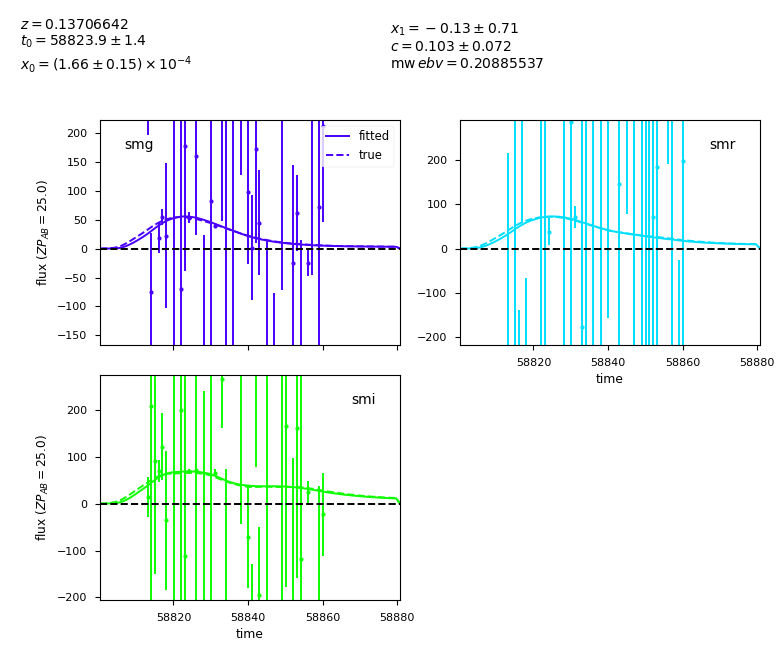 z = 0.13706642
t₀ = 58823.9 ± 1.4
x₀ = (1.66 ± 0.15) × 10⁻⁴
x₁ = −0.13 ± 0.71
c = 0.103 ± 0.072
mw ebv = 0.20885537
smg
fitted
true
200
150
100
50
0
−50
−100
−150
flux (ZP_AB = 25.0)
smr
200
100
0
−100
−200
58820
58840
58860
58880
time
smi
200
100
0
−100
−200
flux (ZP_AB = 25.0)
58820
58840
58860
58880
time